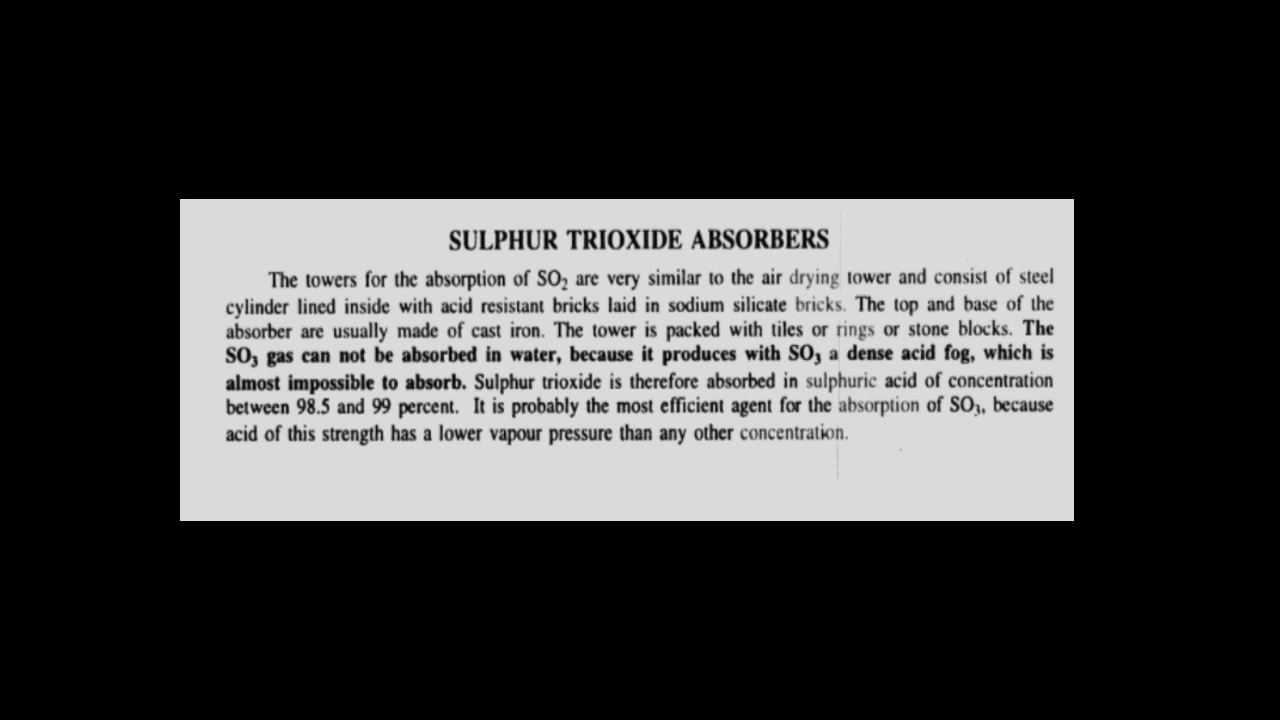 SULPHUR TRIOXIDE ABSORBERS
The towers for the absorption of SO₂ are very similar to the air drying tower and consist of steel
cylinder lined inside with acid resistant bricks laid in sodium silicate bricks. The top and base of the
absorber are usually made of cast iron. The tower is packed with tiles or rings or stone blocks. The
SO₃ gas can not be absorbed in water, because it produces with SO₃ a dense acid fog, which is
almost impossible to absorb. Sulphur trioxide is therefore absorbed in sulphuric acid of concentration
between 98.5 and 99 percent. It is probably the most efficient agent for the absorption of SO₃, because
acid of this strength has a lower vapour pressure than any other concentration.